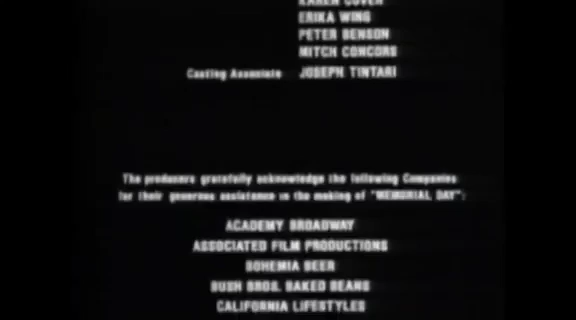 KAREN COVER
ERIKA WING
PETER BENSON
MITCH CONCORS
Casting Associate JOSEPH TINTARI
The producers gratefully acknowledge the following Companies
for their generous assistance in the making of "MEMORIAL DAY":
ACADEMY BROADWAY
ASSOCIATED FILM PRODUCTIONS
BOHEMIA BEER
BUSH BROS. BAKED BEANS
CALIFORNIA LIFESTYLES